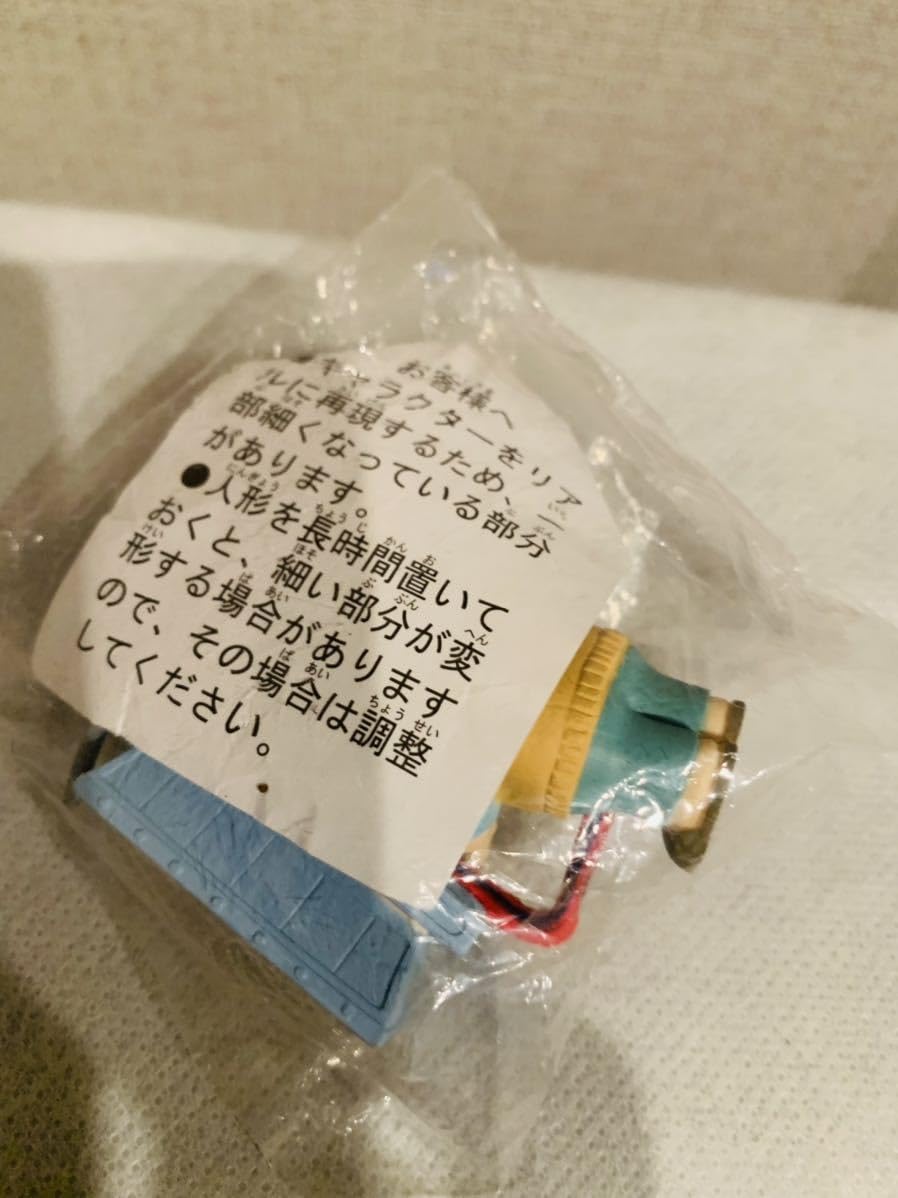 お客様へ
キャラクターをリア
ルに再現するため、一
部細くなっている部分
があります。
●人形を長時間置いて
おくと、細い部分が変
形する場合があります
ので、その場合は調整
してください。